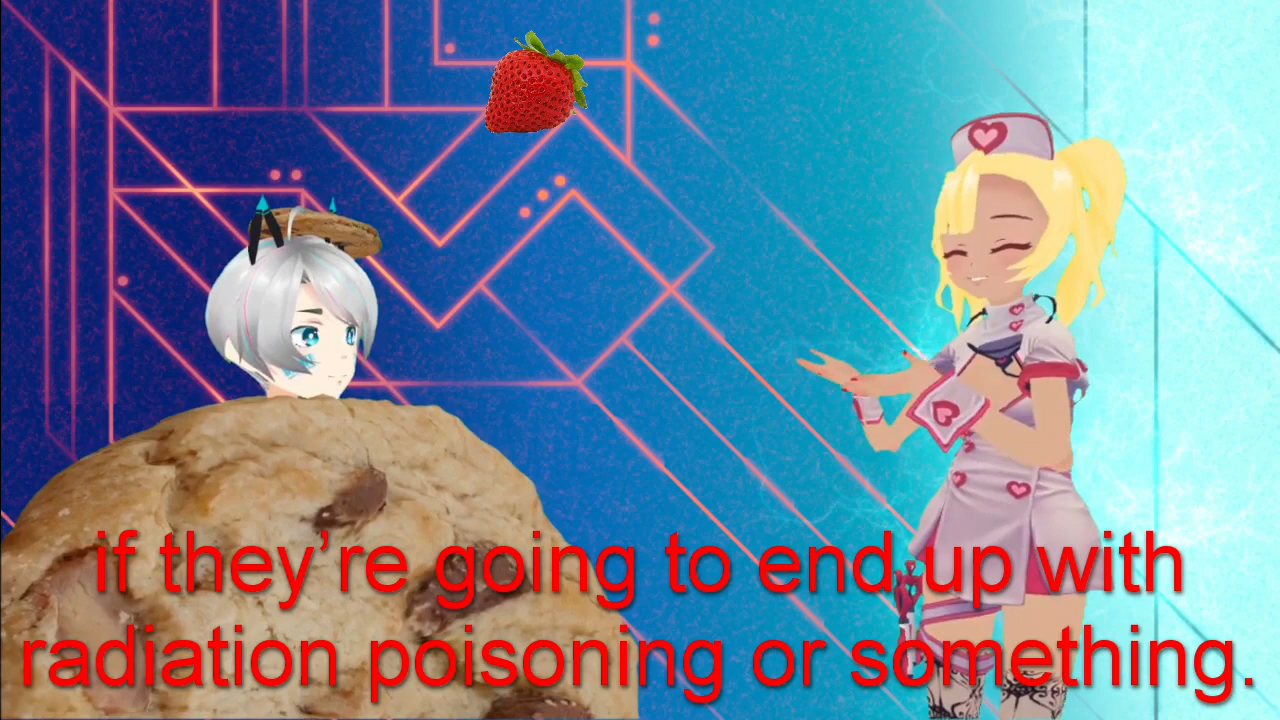 if they’re going to end up with
radiation poisoning or something.